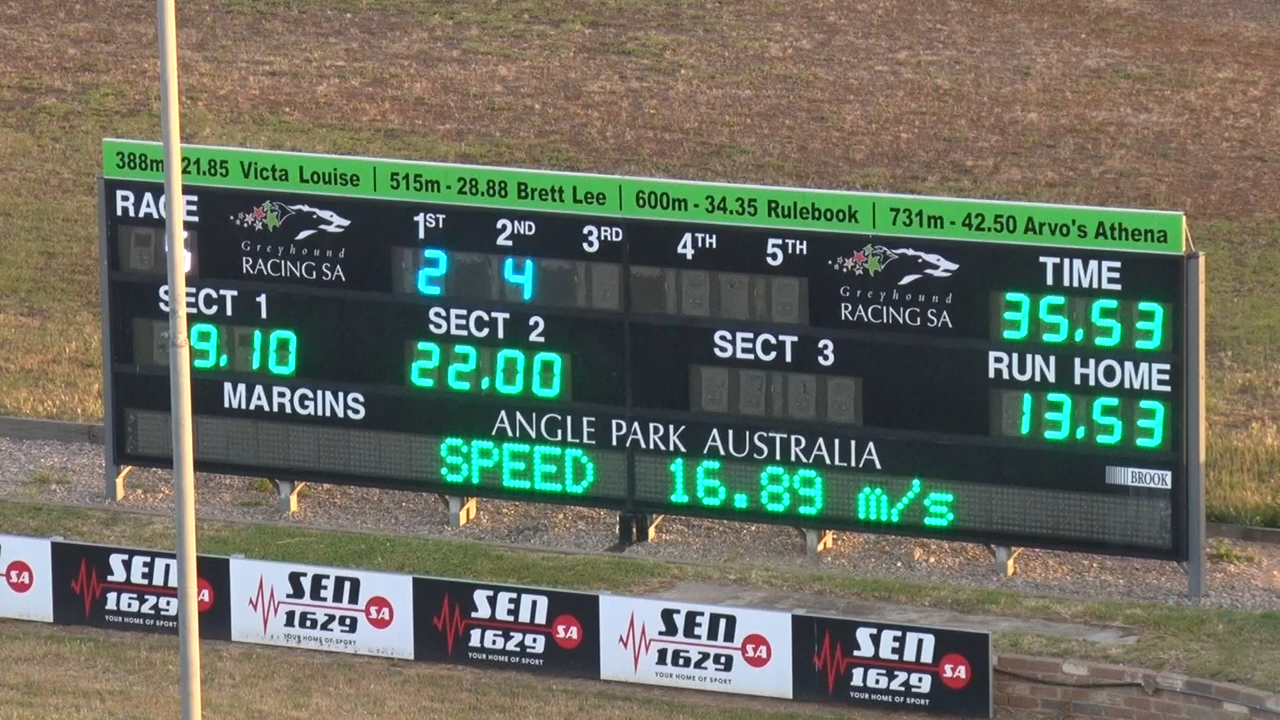 388m 21.85 Victa Louise | 515m - 28.88 Brett Lee | 600m - 34.35 Rulebook | 731m - 42.50 Arvo's Athena
RACE
Greyhound
RACING SA
1ST 2ND 3RD 4TH 5TH
2 4
Greyhound
RACING SA
TIME
35.53
SECT 1
9.10
SECT 2
22.00
SECT 3
RUN HOME
13.53
MARGINS
ANGLE PARK AUSTRALIA
SPEED 16.89 m/s
BROOK
SA
SEN
1629
SA
YOUR HOME OF SPORT
SEN
1629
SA
YOUR HOME OF SPORT
SEN
1629
SA
YOUR HOME OF SPORT
SEN
1629
SA
YOUR HOME OF SPORT
SEN
1629
SA
YOUR HOME OF SPORT